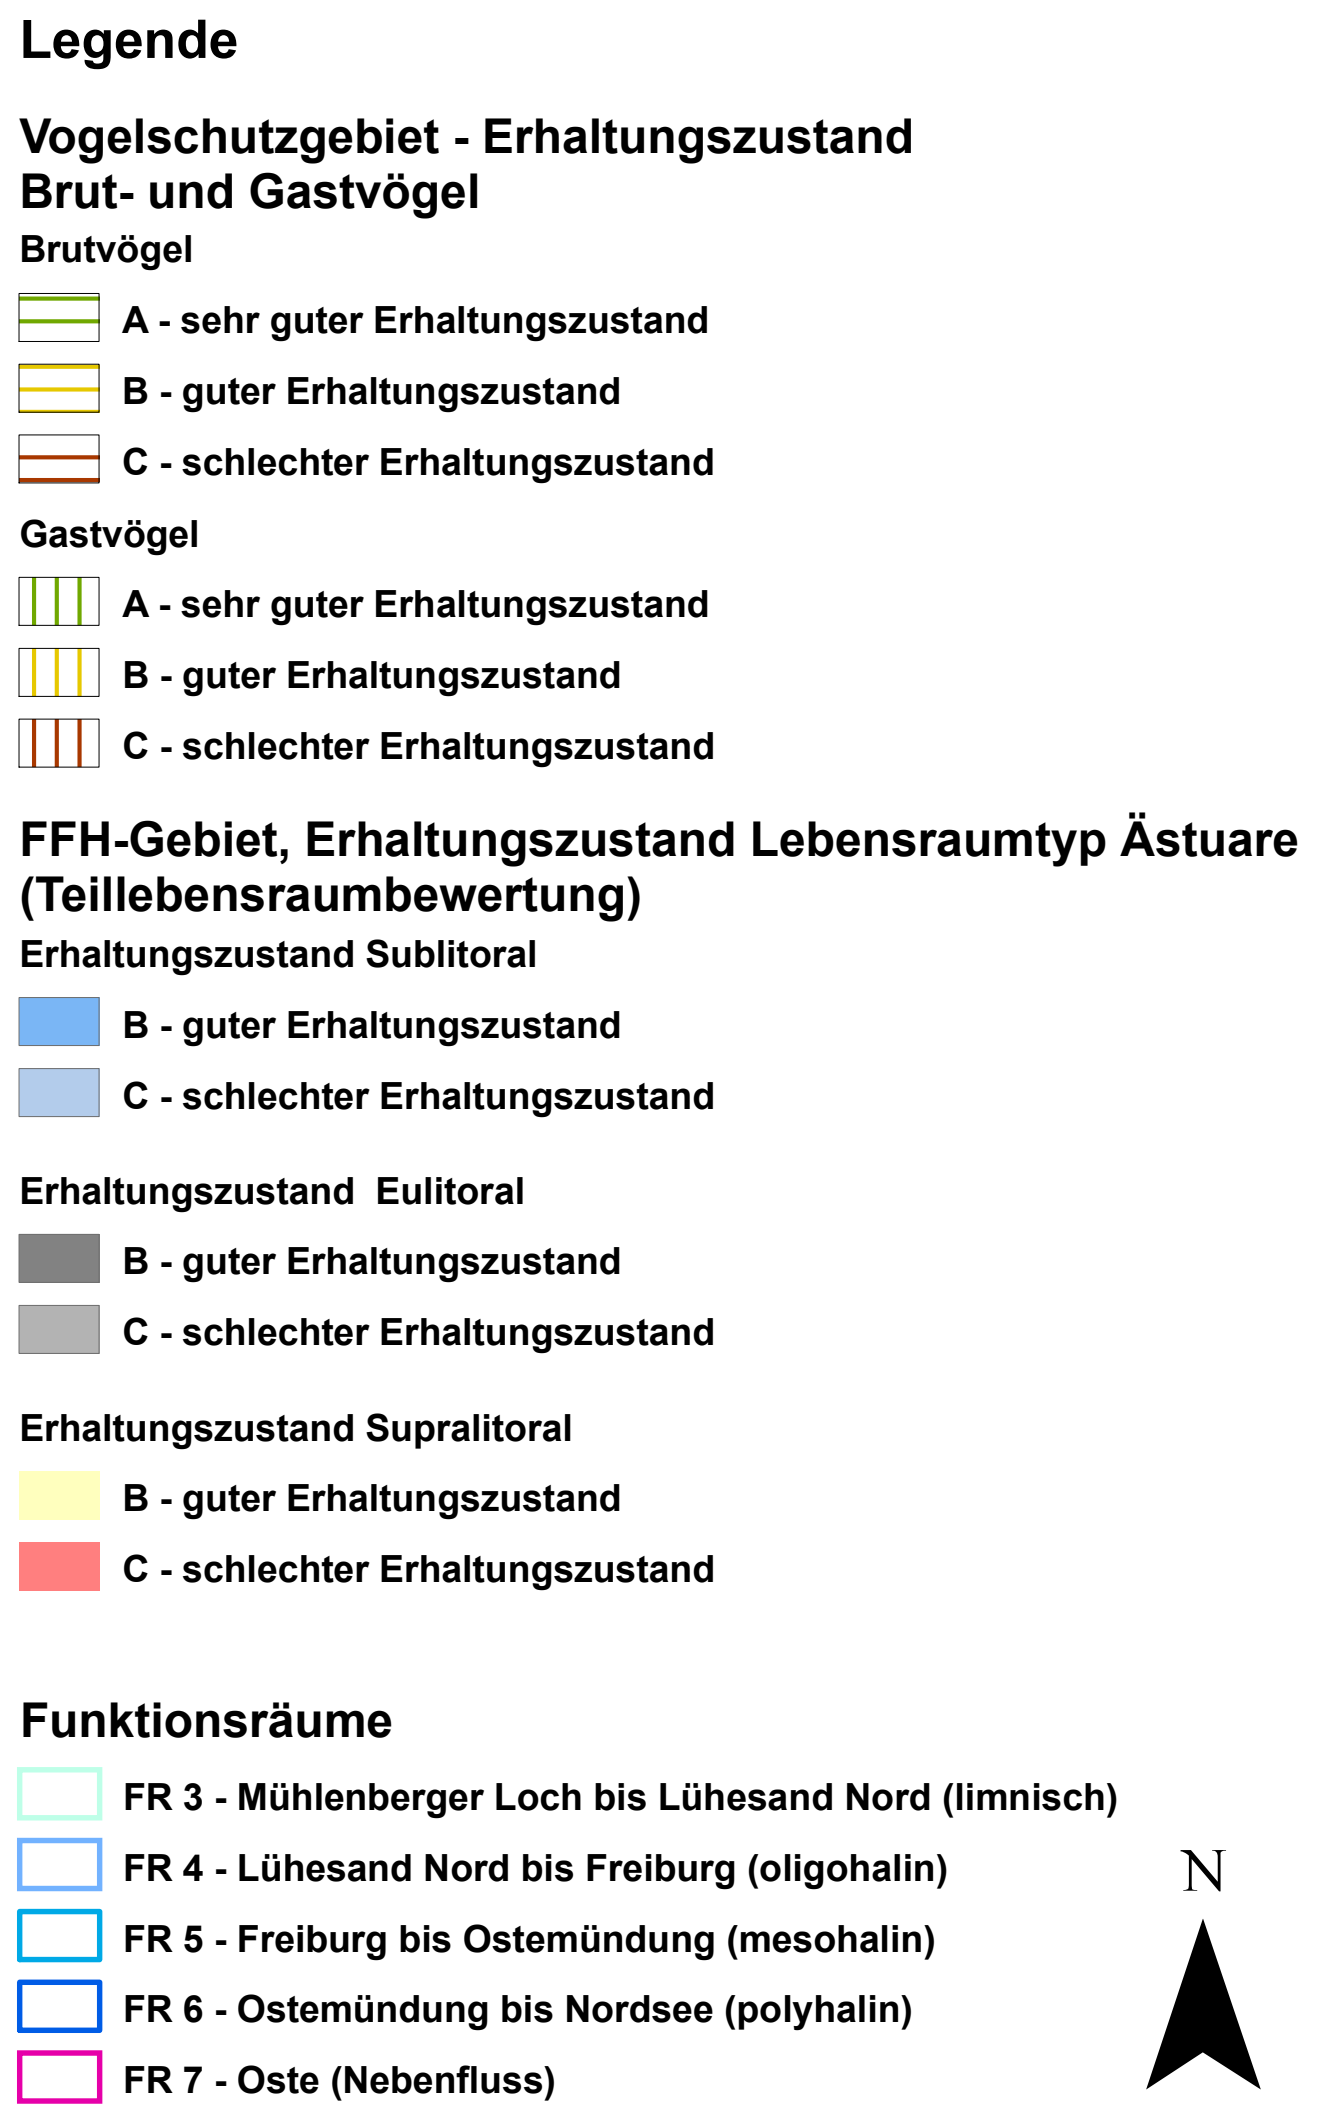 Legende
Vogelschutzgebiet - Erhaltungszustand
Brut- und Gastvögel
Brutvögel
A - sehr guter Erhaltungszustand
B - guter Erhaltungszustand
C - schlechter Erhaltungszustand
Gastvögel
A - sehr guter Erhaltungszustand
B - guter Erhaltungszustand
C - schlechter Erhaltungszustand
FFH-Gebiet, Erhaltungszustand Lebensraumtyp Ästuare
(Teillebensraumbewertung)
Erhaltungszustand Sublitoral
B - guter Erhaltungszustand
C - schlechter Erhaltungszustand
Erhaltungszustand Eulitoral
B - guter Erhaltungszustand
C - schlechter Erhaltungszustand
Erhaltungszustand Supralitoral
B - guter Erhaltungszustand
C - schlechter Erhaltungszustand
Funktionsräume
FR 3 - Mühlenberger Loch bis Lühesand Nord (limnisch)
FR 4 - Lühesand Nord bis Freiburg (oligohalin)
FR 5 - Freiburg bis Ostemündung (mesohalin)
FR 6 - Ostemündung bis Nordsee (polyhalin)
FR 7 - Oste (Nebenfluss)
N